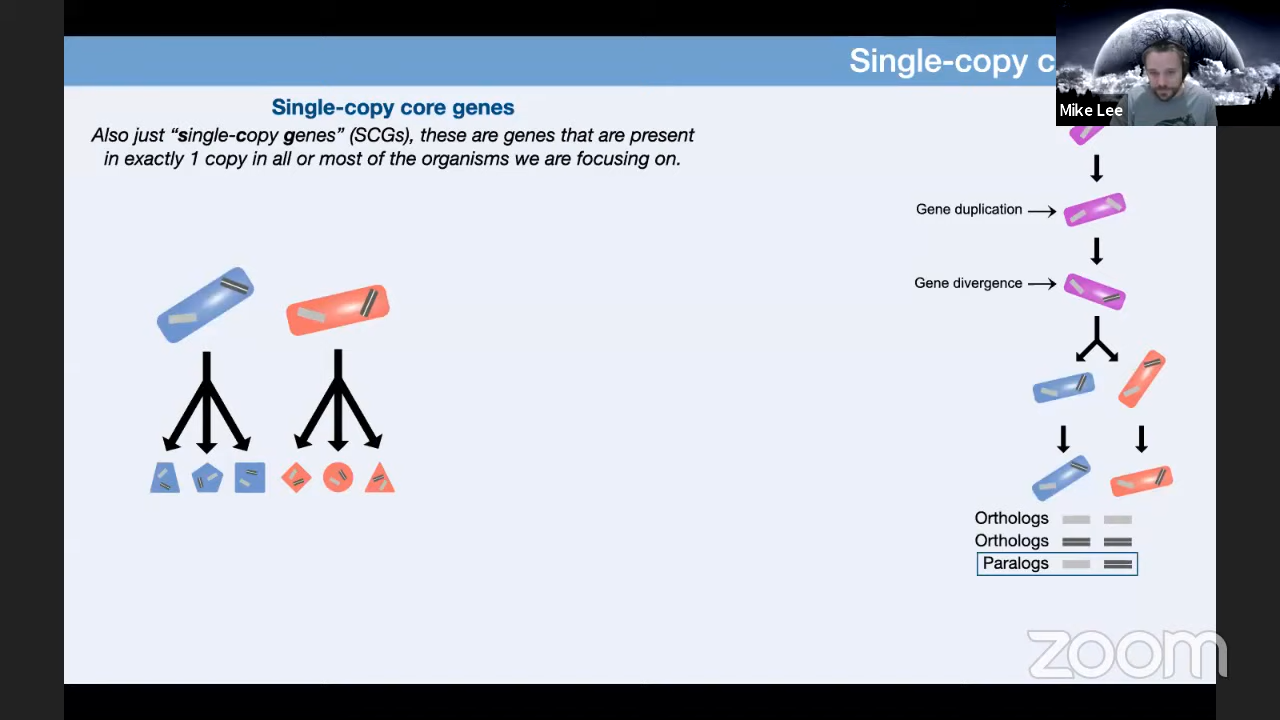 Single-copy c
Mike Lee
Single-copy core genes
Also just “single-copy genes” (SCGs), these are genes that are present
in exactly 1 copy in all or most of the organisms we are focusing on.
Gene duplication
Gene divergence
Orthologs
Orthologs
Paralogs
zoom